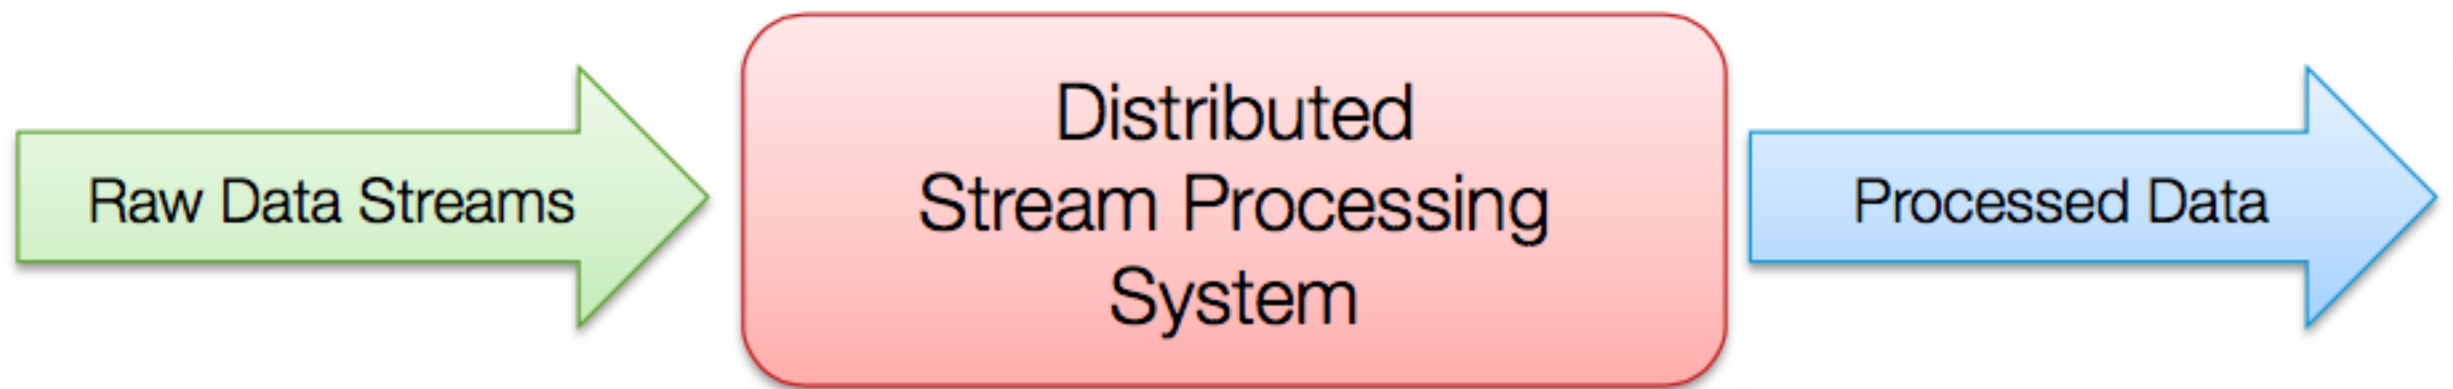 Raw Data Streams
Distributed
Stream Processing
System
Processed Data